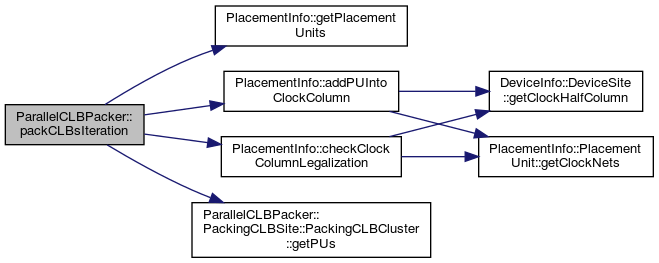 PlacementInfo::getPlacement
Units
ParallelCLBPacker::
packCLBsIteration
PlacementInfo::addPUInto
ClockColumn
DeviceInfo::DeviceSite
::getClockHalfColumn
PlacementInfo::checkClock
ColumnLegalization
PlacementInfo::Placement
Unit::getClockNets
ParallelCLBPacker::
PackingCLBSite::PackingCLBCluster
::getPUs